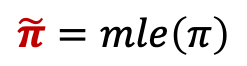 π̃ = mle(π)